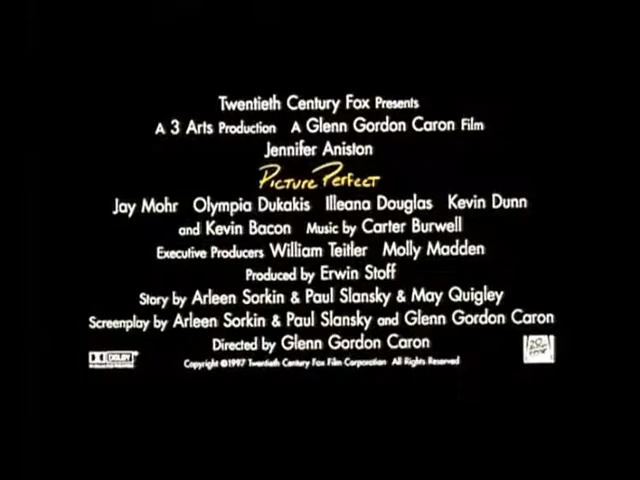 Twentieth Century Fox Presents
A 3 Arts Production A Glenn Gordon Caron Film
Jennifer Aniston
Picture Perfect
Jay Mohr Olympia Dukakis Illeana Douglas Kevin Dunn
and Kevin Bacon Music by Carter Burwell
Executive Producers William Teitler Molly Madden
Produced by Erwin Stoff
Story by Arleen Sorkin & Paul Slansky & May Quigley
Screenplay by Arleen Sorkin & Paul Slansky and Glenn Gordon Caron
Directed by Glenn Gordon Caron
DOLBY
Copyright ©1997 Twentieth Century Fox Film Corporation All Rights Reserved